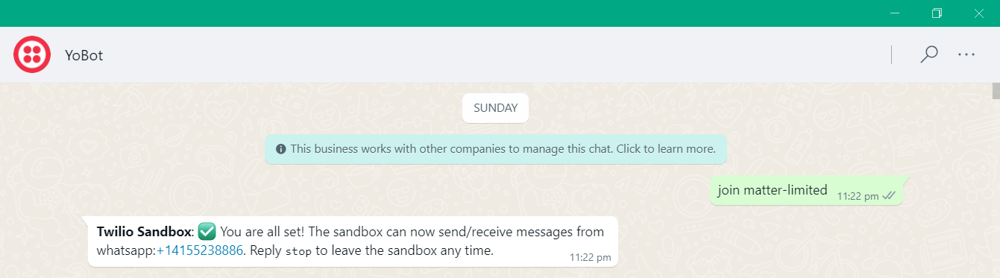 YoBot
SUNDAY
This business works with other companies to manage this chat. Click to learn more.
join matter-limited
11:22 pm
Twilio Sandbox: ✅ You are all set! The sandbox can now send/receive messages from
whatsapp:+14155238886. Reply stop to leave the sandbox any time.
11:22 pm